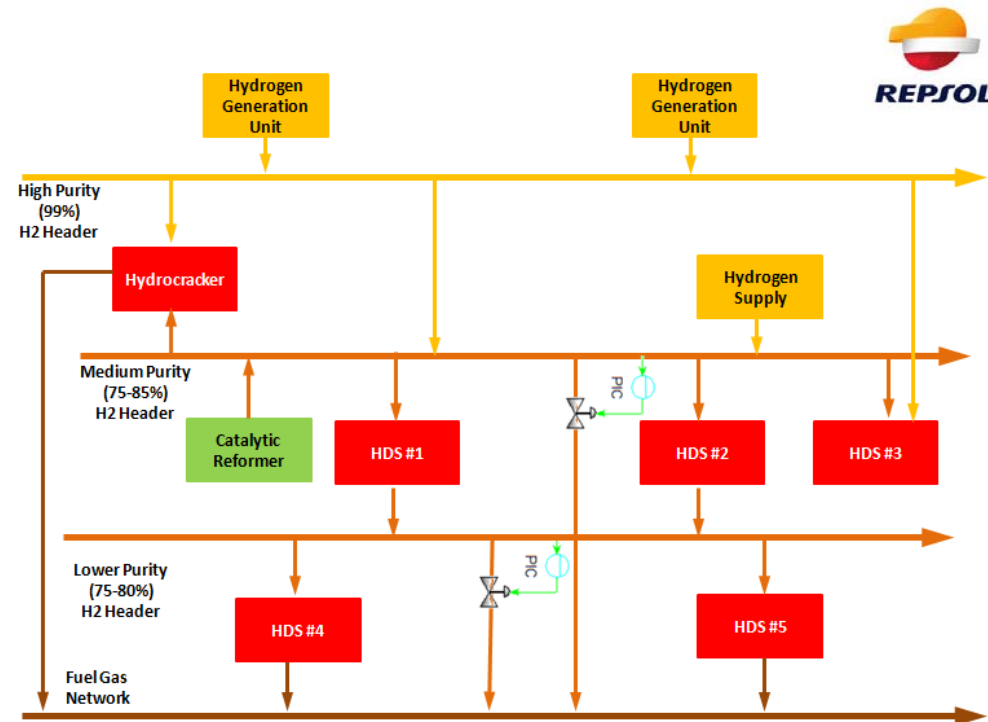 REPSOL
Hydrogen
Generation
Unit
Hydrogen
Generation
Unit
High Purity
(99%)
H2 Header
Hydrocracker
Hydrogen
Supply
Medium Purity
(75-85%)
H2 Header
PIC
Catalytic
Reformer
HDS #1
HDS #2
HDS #3
Lower Purity
(75-80%)
H2 Header
PIC
HDS #4
HDS #5
Fuel Gas
Network